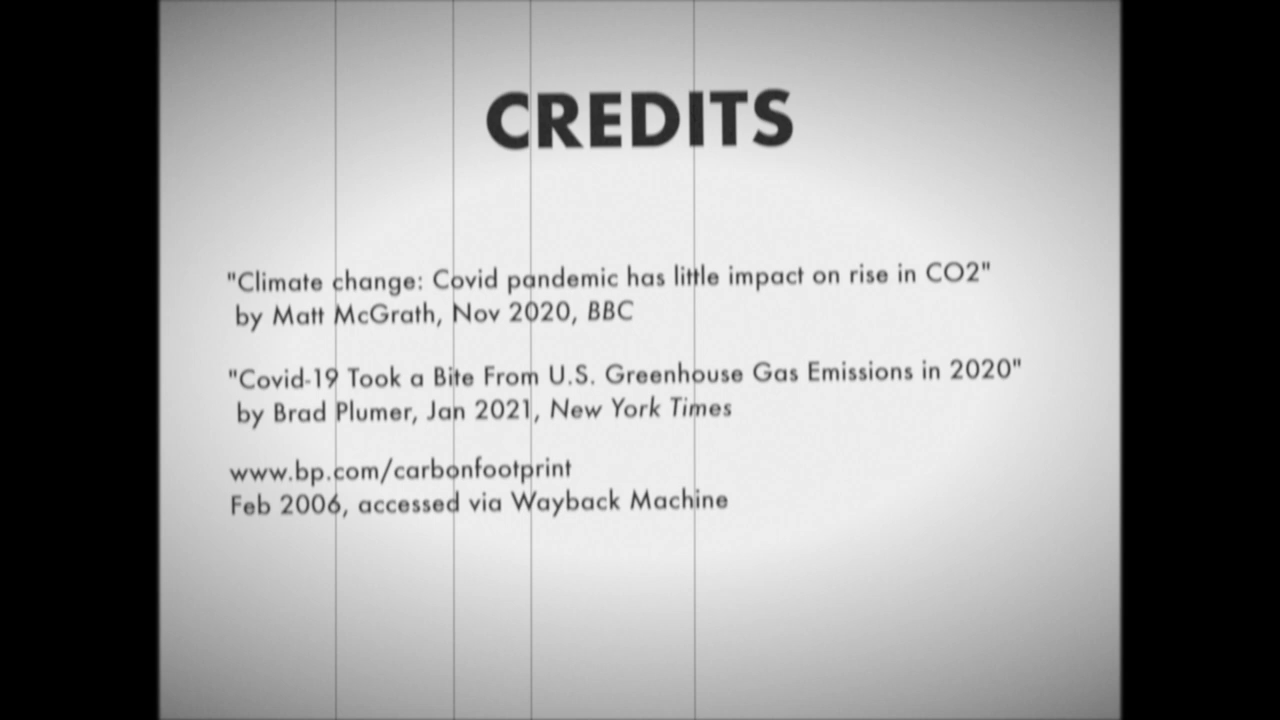 CREDITS
"Climate change: Covid pandemic has little impact on rise in CO2"
by Matt McGrath, Nov 2020, BBC
"Covid-19 Took a Bite From U.S. Greenhouse Gas Emissions in 2020"
by Brad Plumer, Jan 2021, New York Times
www.bp.com/carbonfootprint
Feb 2006, accessed via Wayback Machine